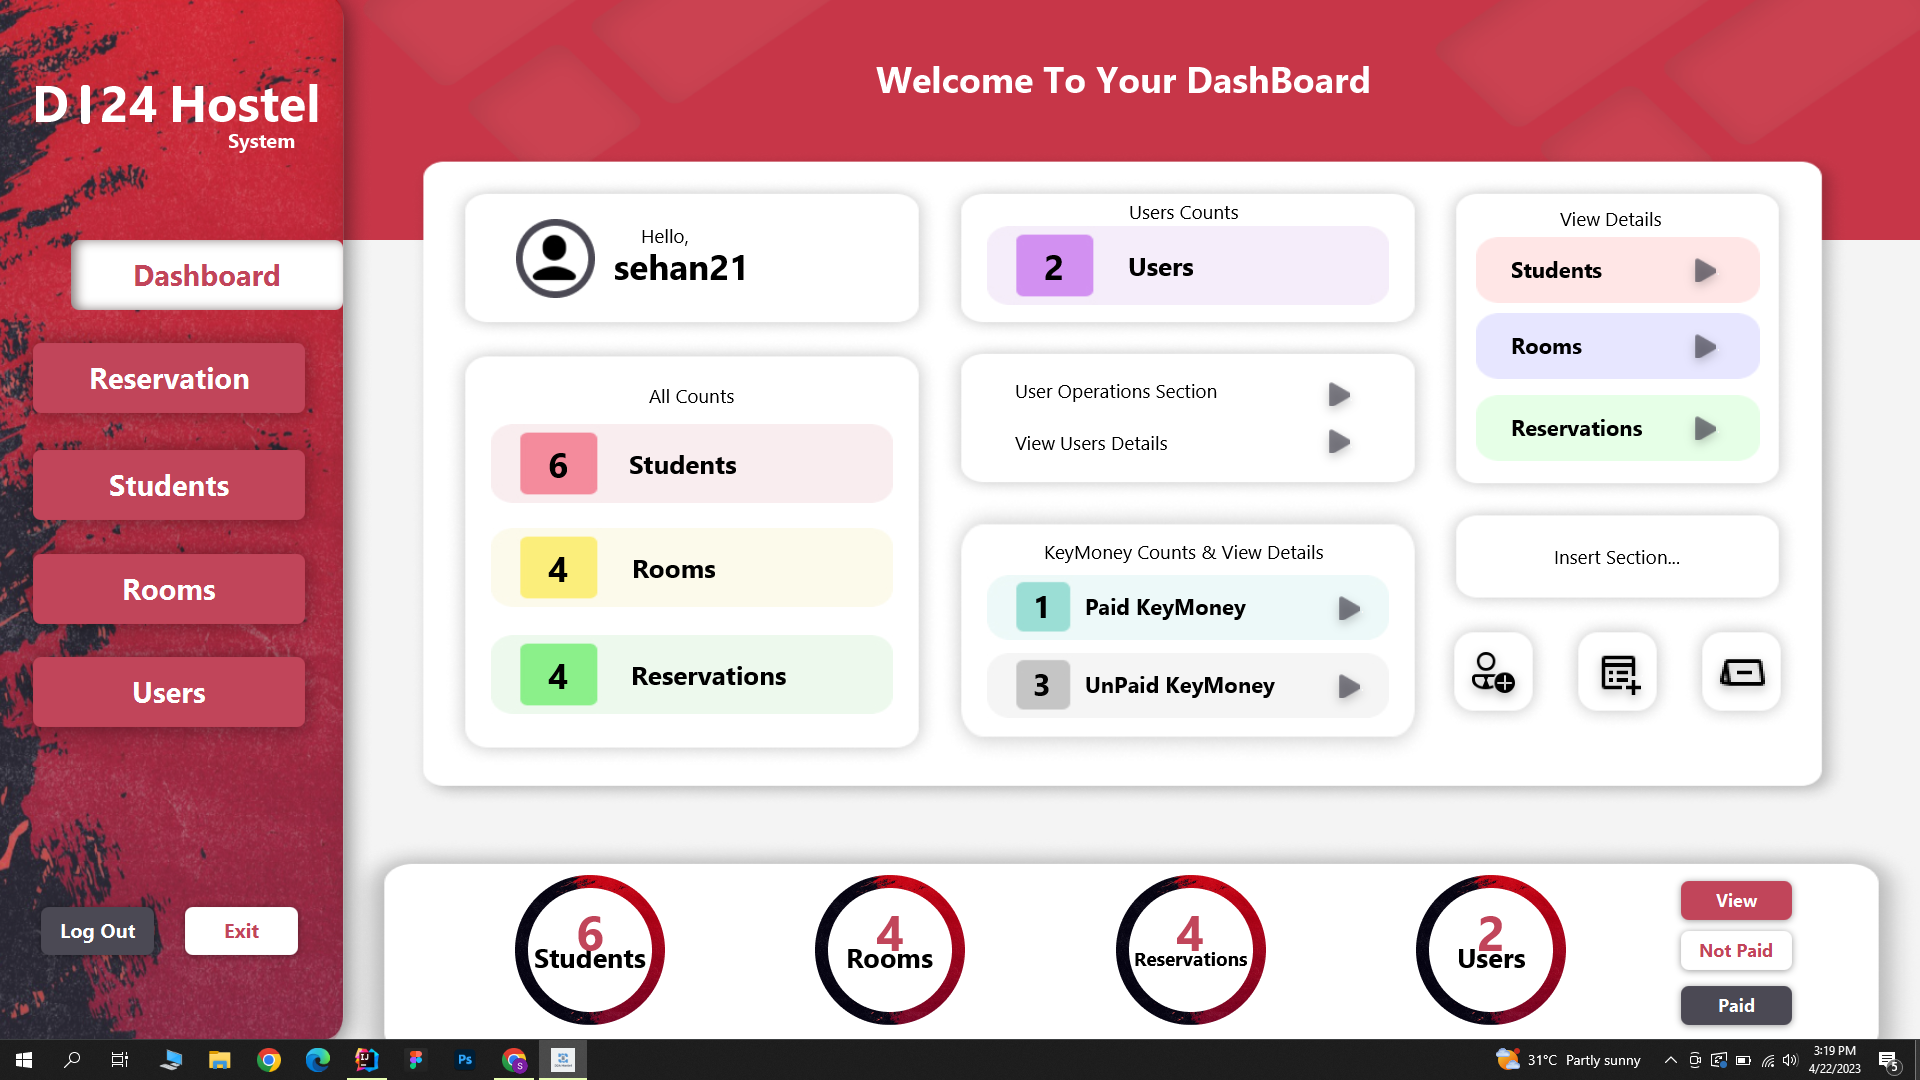 D|24 Hostel
System
Dashboard
Reservation
Students
Rooms
Users
Log Out
Exit
Welcome To Your DashBoard
Hello,
sehan21
All Counts
6 Students
4 Rooms
4 Reservations
Users Counts
2 Users
User Operations Section
View Users Details
KeyMoney Counts & View Details
1 Paid KeyMoney
3 UnPaid KeyMoney
View Details
Students
Rooms
Reservations
Insert Section...
6
Students
4
Rooms
4
Reservations
2
Users
View
Not Paid
Paid
IJ
Ps
S
31°C Partly sunny
3:19 PM
4/22/2023
5